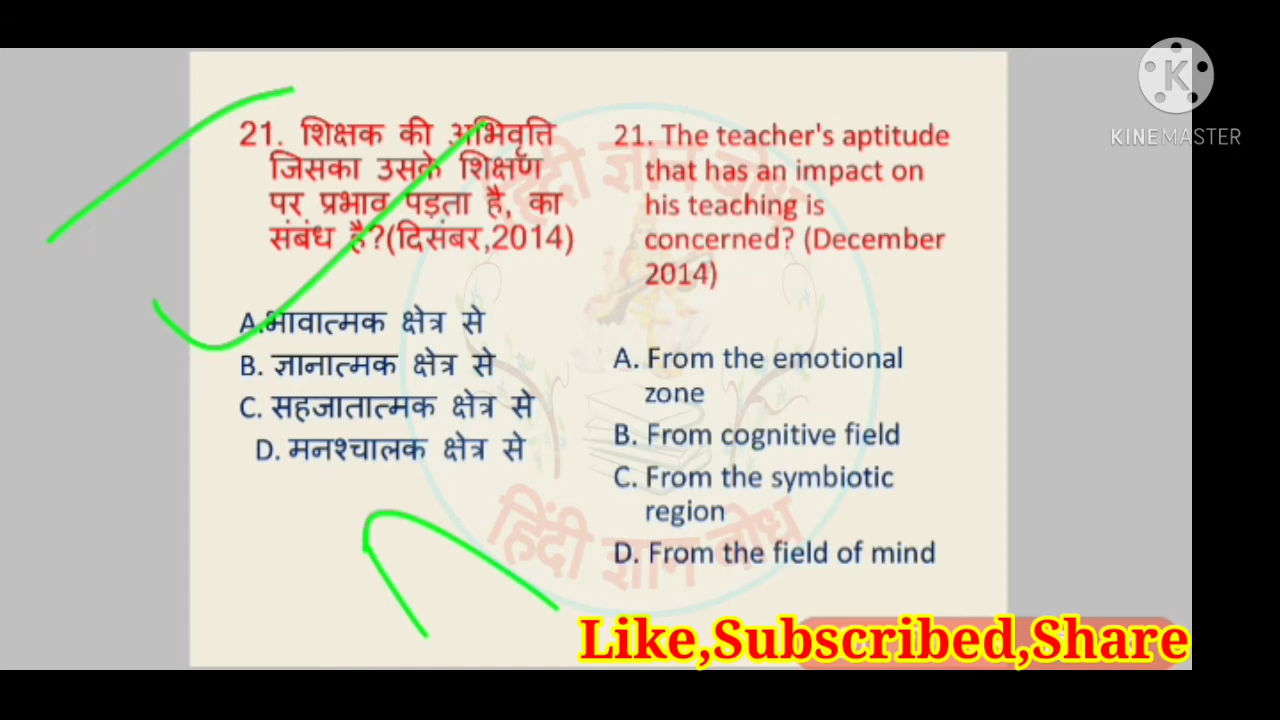 21. शिक्षक की अभिवृति
जिसका उसके शिक्षण
पर प्रभाव पड़ता है, का
संबंध है?(दिसंबर,2014)
A.भावात्मक क्षेत्र से
B. ज्ञानात्मक क्षेत्र से
C. सहजातात्मक क्षेत्र से
D. मनश्चालक क्षेत्र से
21. The teacher's aptitude
that has an impact on
his teaching is
concerned? (December
2014)
A. From the emotional
zone
B. From cognitive field
C. From the symbiotic
region
D. From the field of mind
हिंदी ज्ञान बोध
हिंदी ज्ञान बोध
KINEMASTER
Like,Subscribed,Share